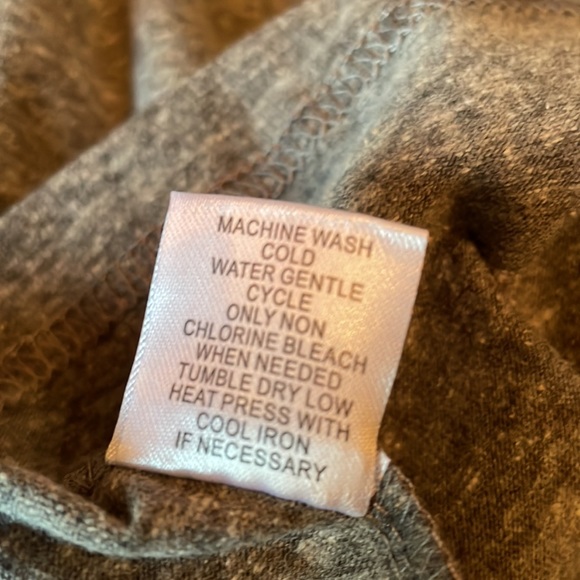 MACHINE WASH
COLD
WATER GENTLE
CYCLE
ONLY NON
CHLORINE BLEACH
WHEN NEEDED
TUMBLE DRY LOW
HEAT PRESS WITH
COOL IRON
IF NECESSARY